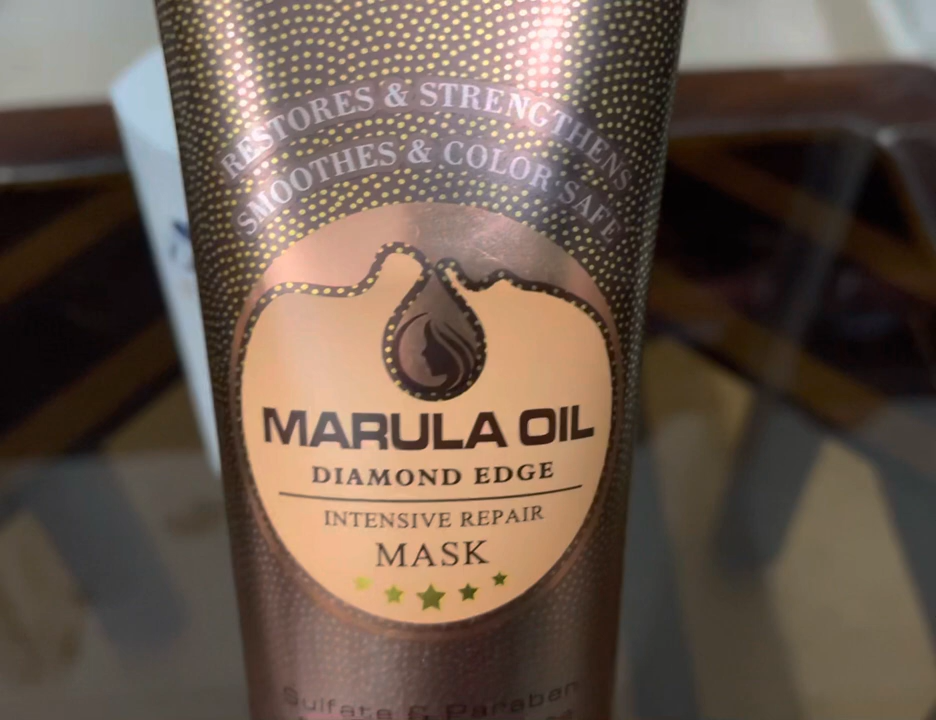 RESTORES & STRENGTHENS
SMOOTHES & COLOR SAFE
MARULA OIL
DIAMOND EDGE
INTENSIVE REPAIR
MASK
Sulfate & Paraben